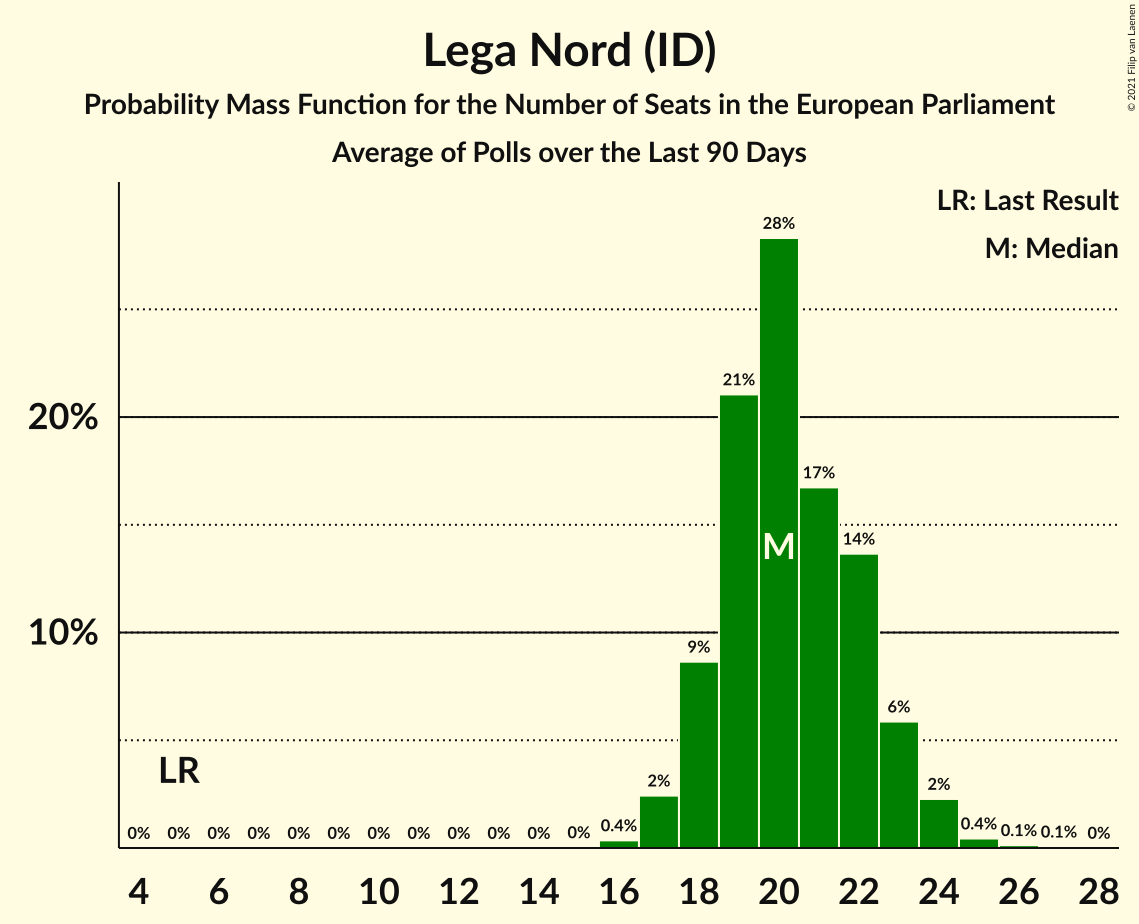 Lega Nord (ID)
Probability Mass Function for the Number of Seats in the European Parliament
Average of Polls over the Last 90 Days
© 2021 Filip van Laenen
LR: Last Result
M: Median
28%
21%
20%
17%
14%
M
10%
9%
6%
LR
2%
2%
0% 0% 0% 0% 0% 0% 0% 0% 0% 0% 0% 0% 0.4% 0.4% 0.1% 0.1% 0%
4 6 8 10 12 14 16 18 20 22 24 26 28